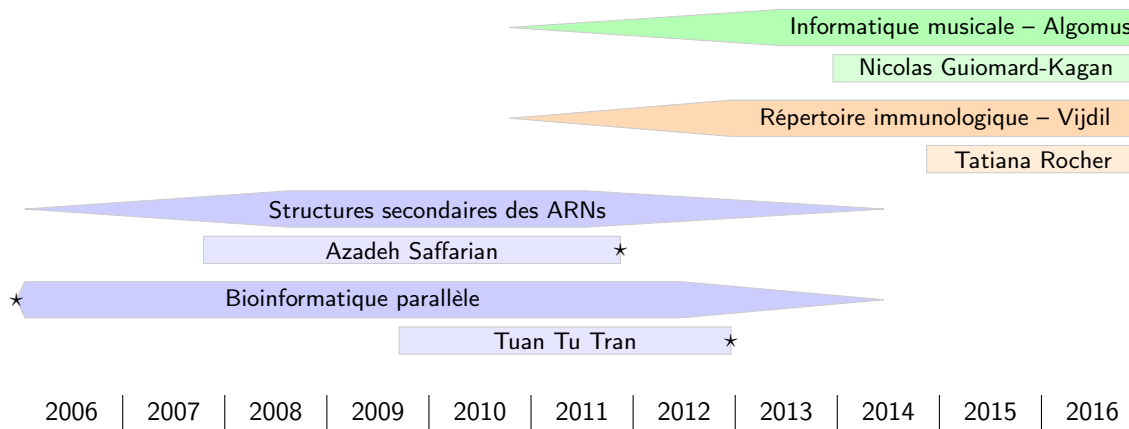 Informatique musicale – Algomus
Nicolas Guiomard-Kagan
Répertoire immunologique – Vijdil
Tatiana Rocher
Structures secondaires des ARNs
Azadeh Saffarian
Bioinformatique parallèle
Tuan Tu Tran
2006 2007 2008 2009 2010 2011 2012 2013 2014 2015 2016